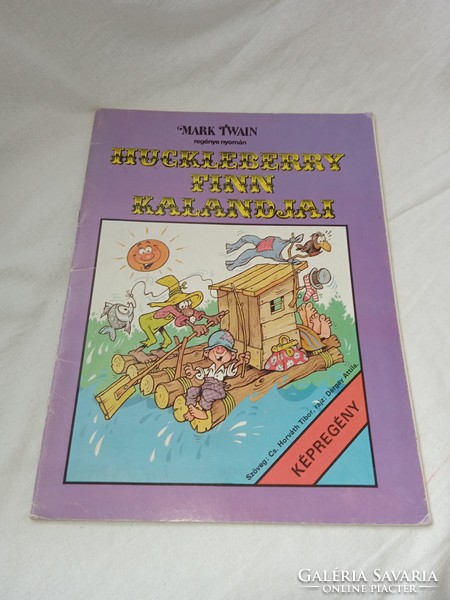 MARK TWAIN
regénye nyomán
HUCKLEBERRY
FINN
KALANDJAI
Szöveg: Cs. Horváth Tibor, rajz: Dargay Attila.
KÉPREGÉNY
GALÉRIA SAVARIA
ONLINE PIACTÉR